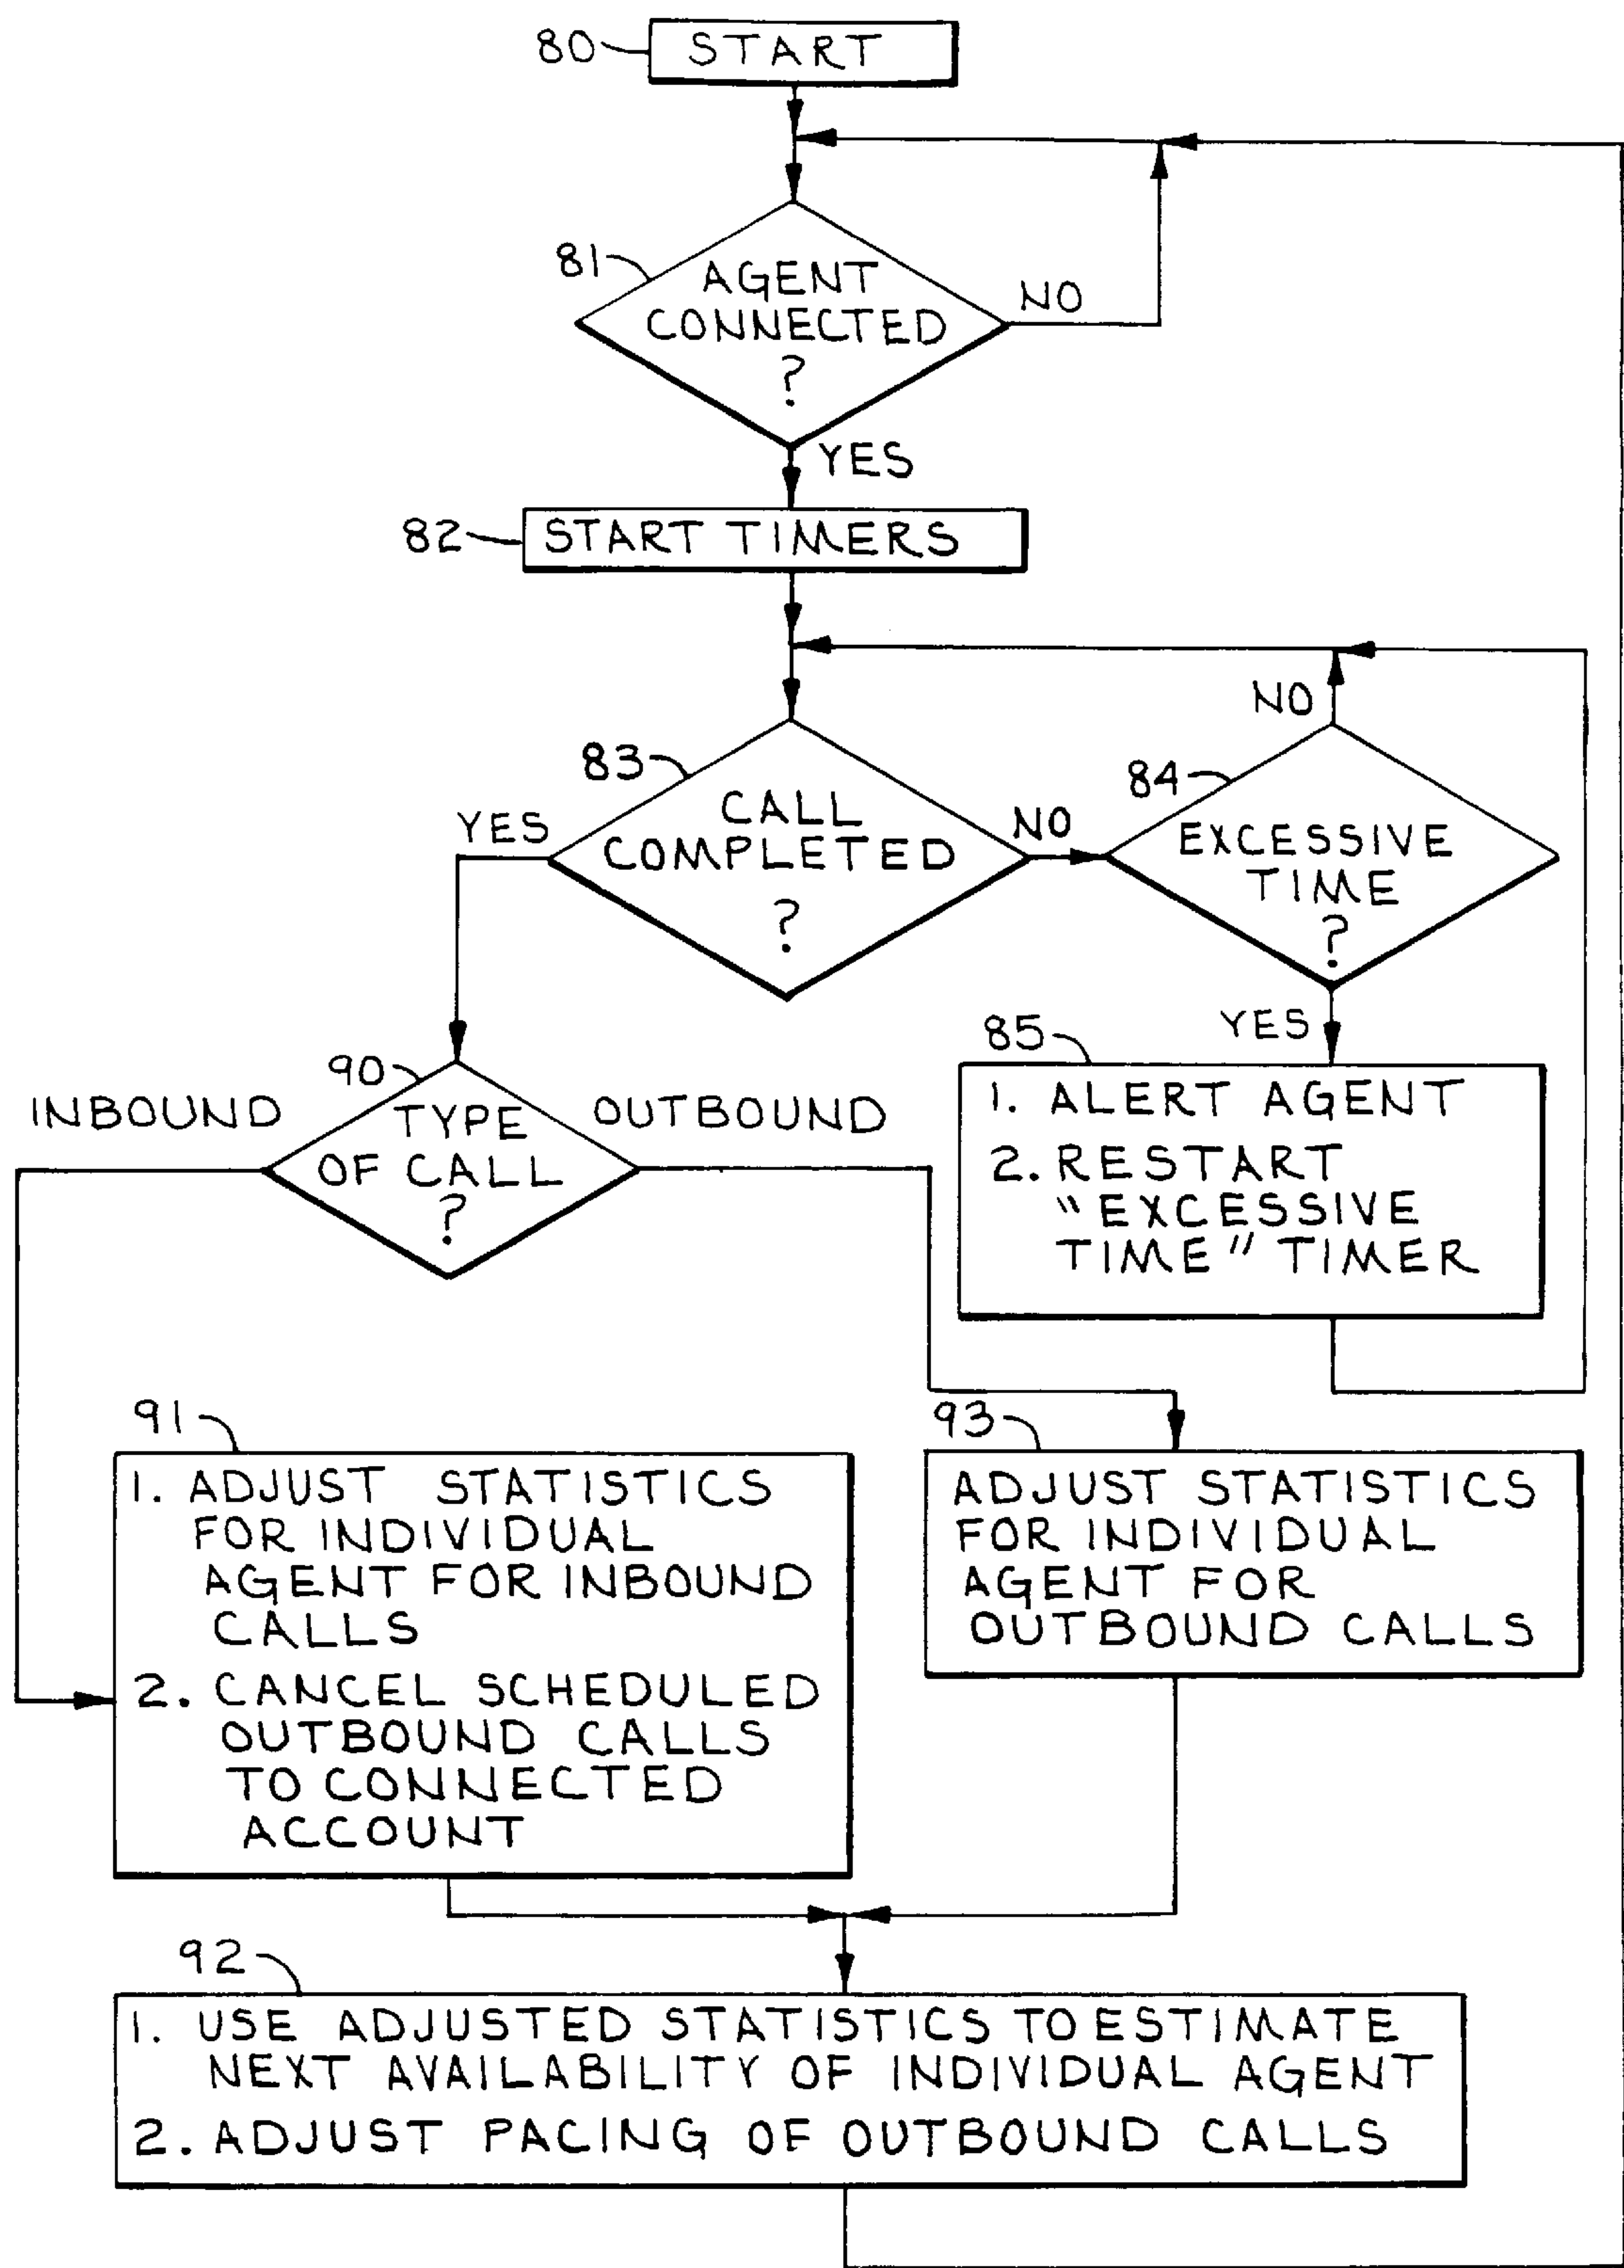 80
START
81
AGENT
CONNECTED
?
NO
YES
82
START TIMERS
NO
83
CALL
COMPLETED
?
YES
NO
84
EXCESSIVE
TIME
?
YES
85
1. ALERT AGENT
2. RESTART
"EXCESSIVE
TIME" TIMER
90
TYPE
OF CALL
?
INBOUND
OUTBOUND
91
1. ADJUST STATISTICS
FOR INDIVIDUAL
AGENT FOR INBOUND
CALLS
2. CANCEL SCHEDULED
OUTBOUND CALLS
TO CONNECTED
ACCOUNT
93
ADJUST STATISTICS
FOR INDIVIDUAL
AGENT FOR
OUTBOUND CALLS
92
1. USE ADJUSTED STATISTICS TO ESTIMATE
NEXT AVAILABILITY OF INDIVIDUAL AGENT
2. ADJUST PACING OF OUTBOUND CALLS